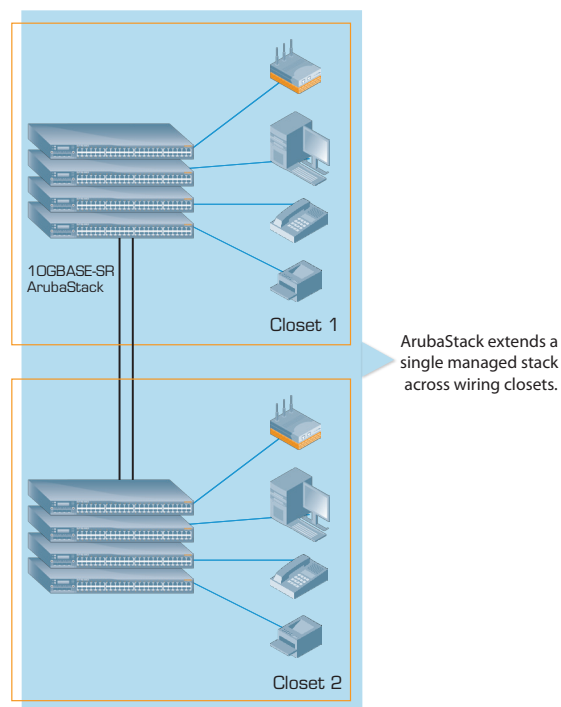 10GBASE-SR
ArubaStack
Closet 1
ArubaStack extends a
single managed stack
across wiring closets.
Closet 2